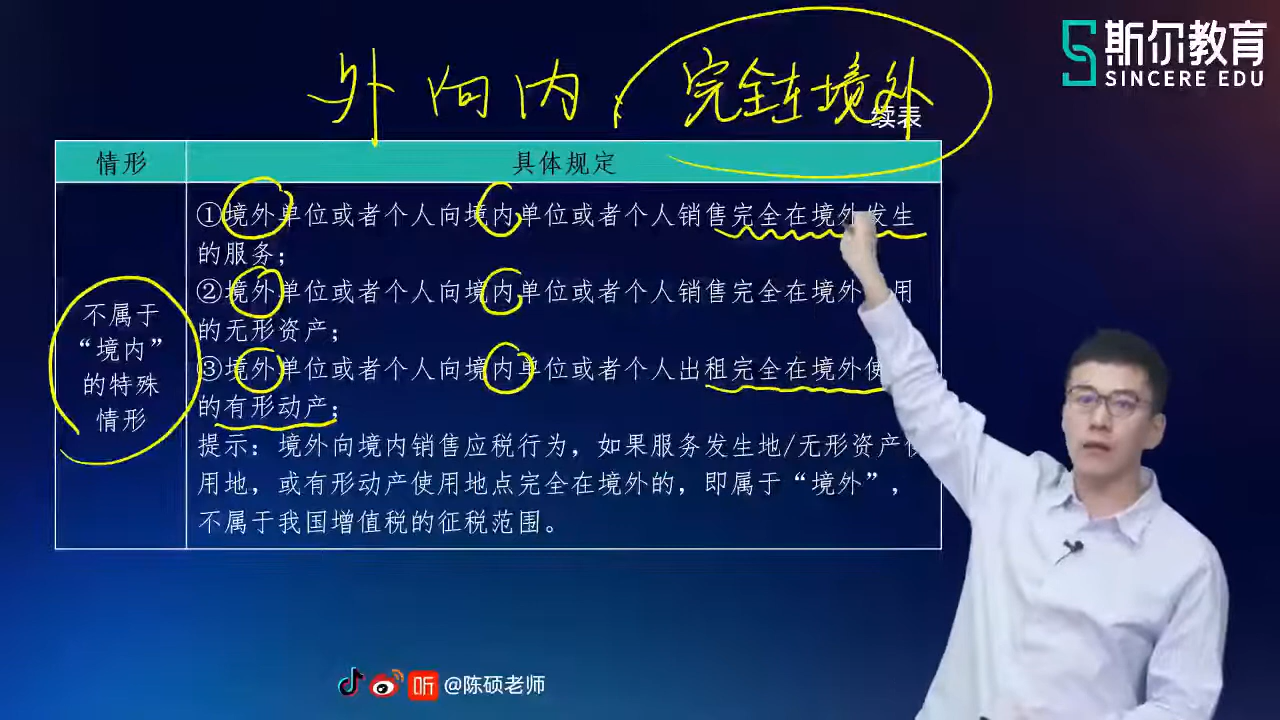 斯尔教育
SINCERE EDU
外向内,完全在境外
续表
情形
具体规定
①境外单位或者个人向境内单位或者个人销售完全在境外发生
的服务;
②境外单位或者个人向境内单位或者个人销售完全在境外 用
的无形资产;
不属于
“境内”
的特殊
情形
③境外单位或者个人向境内单位或者个人出租完全在境外使
的有形动产;
提示:境外向境内销售应税行为,如果服务发生地/无形资产使
用地,或有形动产使用地点完全在境外的,即属于“境外”,
不属于我国增值税的征税范围。
听 @陈硕老师